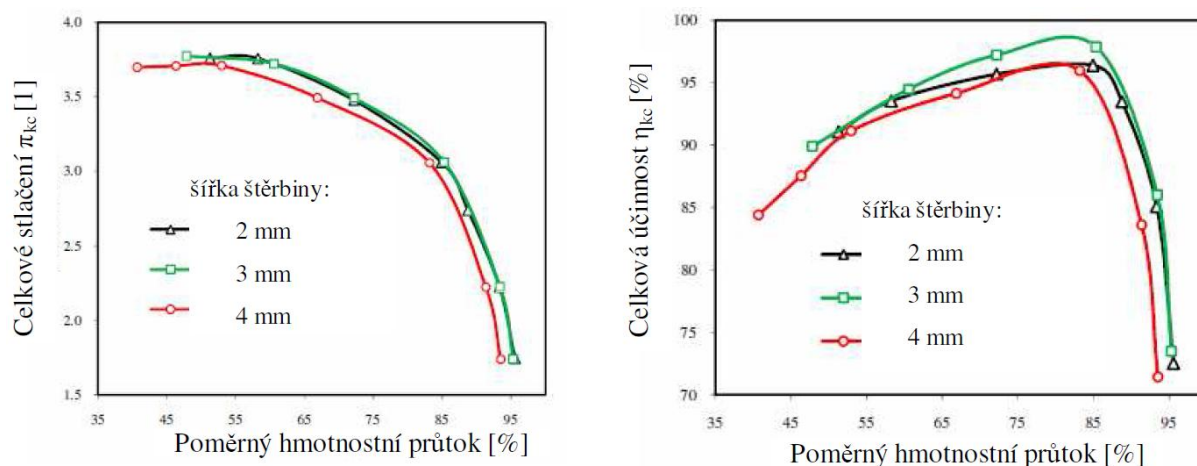 Celkové stlačení π_kc [1]
4.0
3.5
3.0
2.5
2.0
1.5
šířka štěrbiny:
2 mm
3 mm
4 mm
35 45 55 65 75 85 95
Poměrný hmotnostní průtok [%]
Celková účinnost η_kc [%]
100
95
90
85
80
75
70
šířka štěrbiny:
2 mm
3 mm
4 mm
35 45 55 65 75 85 95
Poměrný hmotnostní průtok [%]